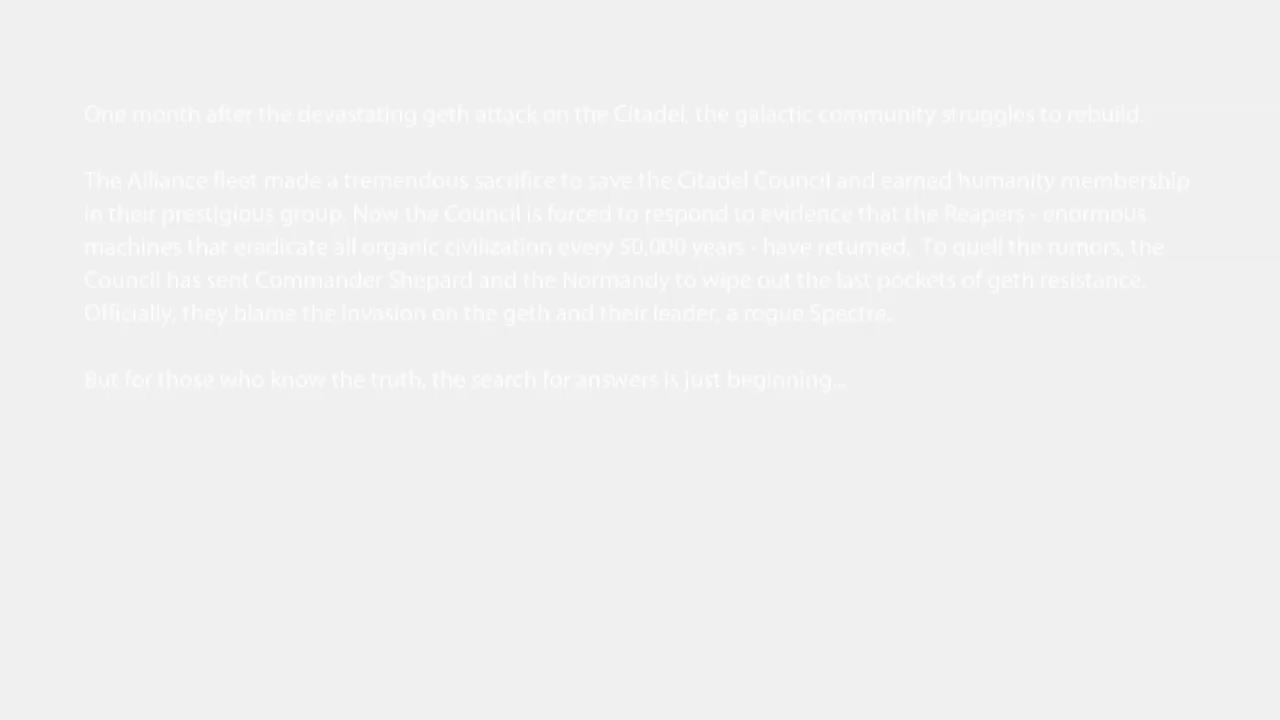 One month after the devastating geth attack on the Citadel, the galactic community struggles to rebuild.
The Alliance fleet made a tremendous sacrifice to save the Citadel Council and earned humanity membership
in their prestigious group. Now the Council is forced to respond to evidence that the Reapers - enormous
machines that eradicate all organic civilization every 50,000 years - have returned. To quell the rumors, the
Council has sent Commander Shepard and the Normandy to wipe out the last pockets of geth resistance.
Officially, they blame the invasion on the geth and their leader, a rogue Spectre.
But for those who know the truth, the search for answers is just beginning...